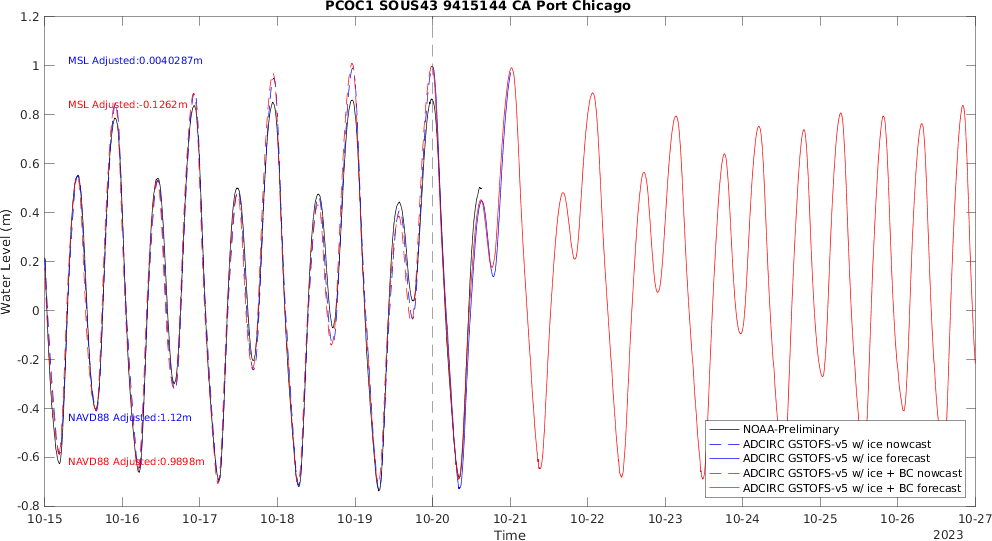 PCOC1 SOUS43 9415144 CA Port Chicago
1.2
1
0.8
0.6
0.4
0.2
0
-0.2
-0.4
-0.6
-0.8
Water Level (m)
MSL Adjusted:0.0040287m
MSL Adjusted:-0.1262m
NAVD88 Adjusted:1.12m
NAVD88 Adjusted:0.9898m
NOAA-Preliminary
ADCIRC GSTOFS-v5 w/ ice nowcast
ADCIRC GSTOFS-v5 w/ ice forecast
ADCIRC GSTOFS-v5 w/ ice + BC nowcast
ADCIRC GSTOFS-v5 w/ ice + BC forecast
10-15 10-16 10-17 10-18 10-19 10-20 10-21 10-22 10-23 10-24 10-25 10-26 10-27
Time
2023